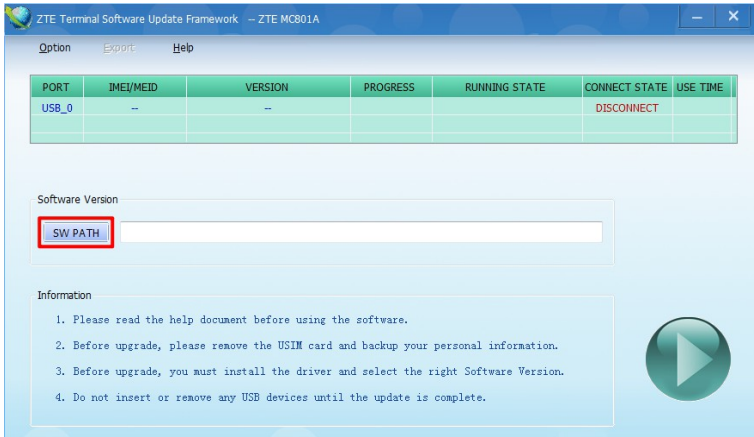 ZTE Terminal Software Update Framework -- ZTE MC801A
Option Export Help
PORT IMEI/MEID VERSION PROGRESS RUNNING STATE CONNECT STATE USE TIME
USB_0 -- -- DISCONNECT
Software Version
SW PATH
Information
1. Please read the help document before using the software.
2. Before upgrade, please remove the USIM card and backup your personal information.
3. Before upgrade, you must install the driver and select the right Software Version.
4. Do not insert or remove any USB devices until the update is complete.